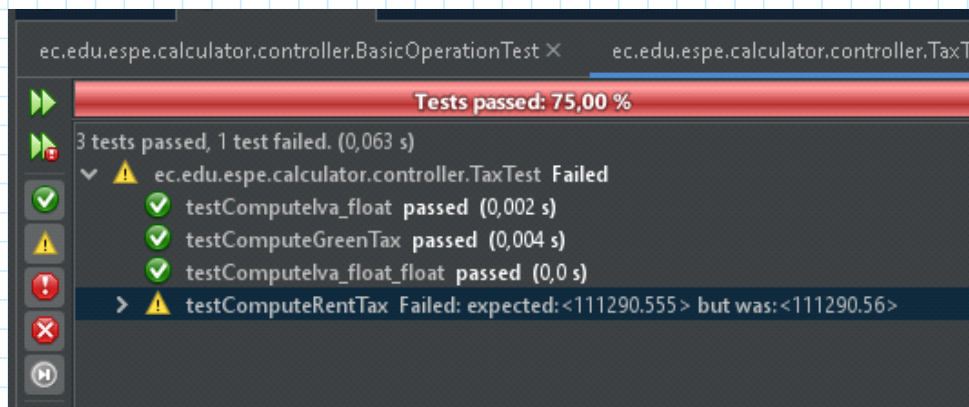 ec.edu.espe.calculator.controller.BasicOperationTest ec.edu.espe.calculator.controller.TaxT
Tests passed: 75,00 %
3 tests passed, 1 test failed. (0,063 s)
ec.edu.espe.calculator.controller.TaxTest Failed
testComputeIva_float passed (0,002 s)
testComputeGreenTax passed (0,004 s)
testComputeIva_float_float passed (0,0 s)
testComputeRentTax Failed: expected:<111290.555> but was:<111290.56>